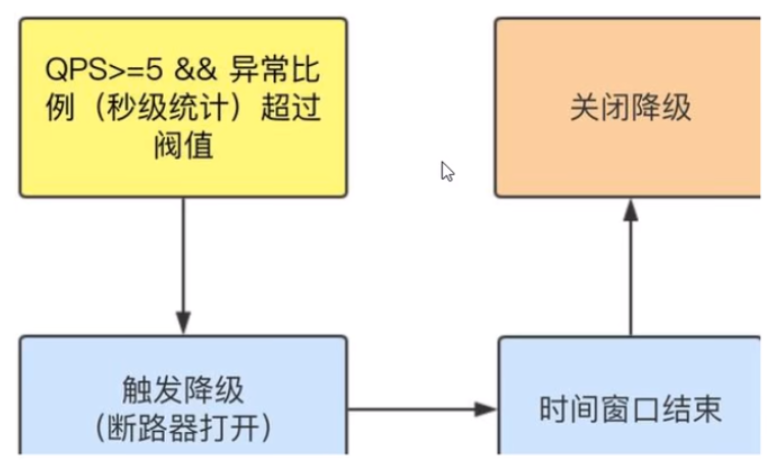 QPS>=5 && 异常比
例（秒级统计）超过
阀值
关闭降级
触发降级
（断路器打开）
时间窗口结束